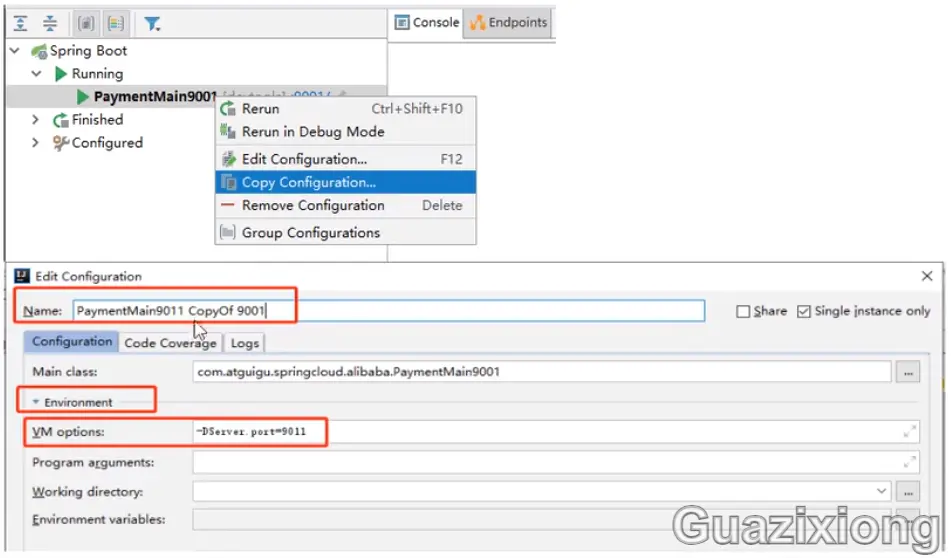 Console
Endpoints
Spring Boot
Running
PaymentMain9001
Finished
Configured
Rerun Ctrl+Shift+F10
Rerun in Debug Mode
Edit Configuration... F12
Copy Configuration...
Remove Configuration Delete
Group Configurations
Edit Configuration
Name: PaymentMain9011 CopyOf 9001 Share Single instance only
Configuration Code Coverage Logs
Main class: com.atguigu.springcloud.alibaba.PaymentMain9001 ...
Environment
VM options: -DServer.port=9011
Program arguments:
Working directory: ...
Environment variables:
Guazixiong